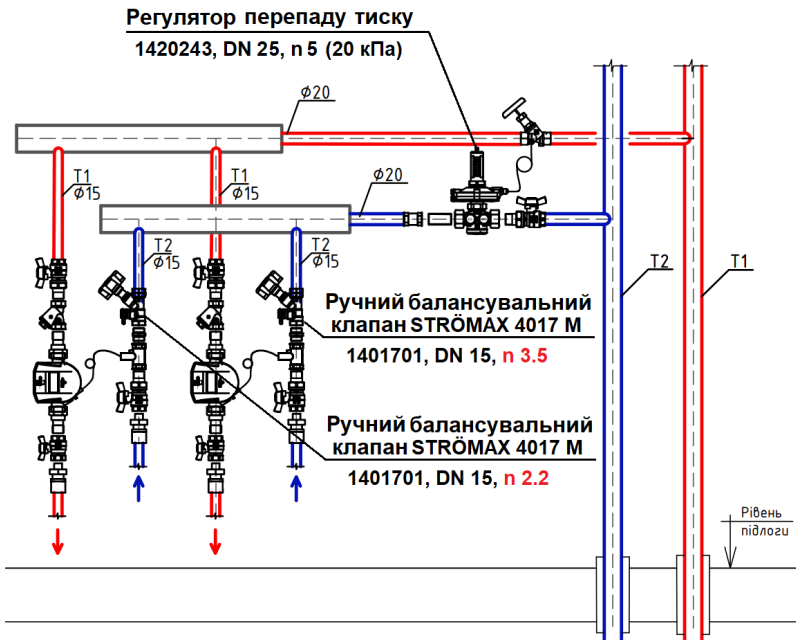 Регулятор перепаду тиску
1420243, DN 25, n 5 (20 кПа)
ϕ20
T1
ϕ15
T1
ϕ15
ϕ20
T2
ϕ15
T2
ϕ15
T2
T1
Ручний балансувальний
клапан STRÖMAX 4017 M
1401701, DN 15, n 3.5
Ручний балансувальний
клапан STRÖMAX 4017 M
1401701, DN 15, n 2.2
Рівень
підлоги